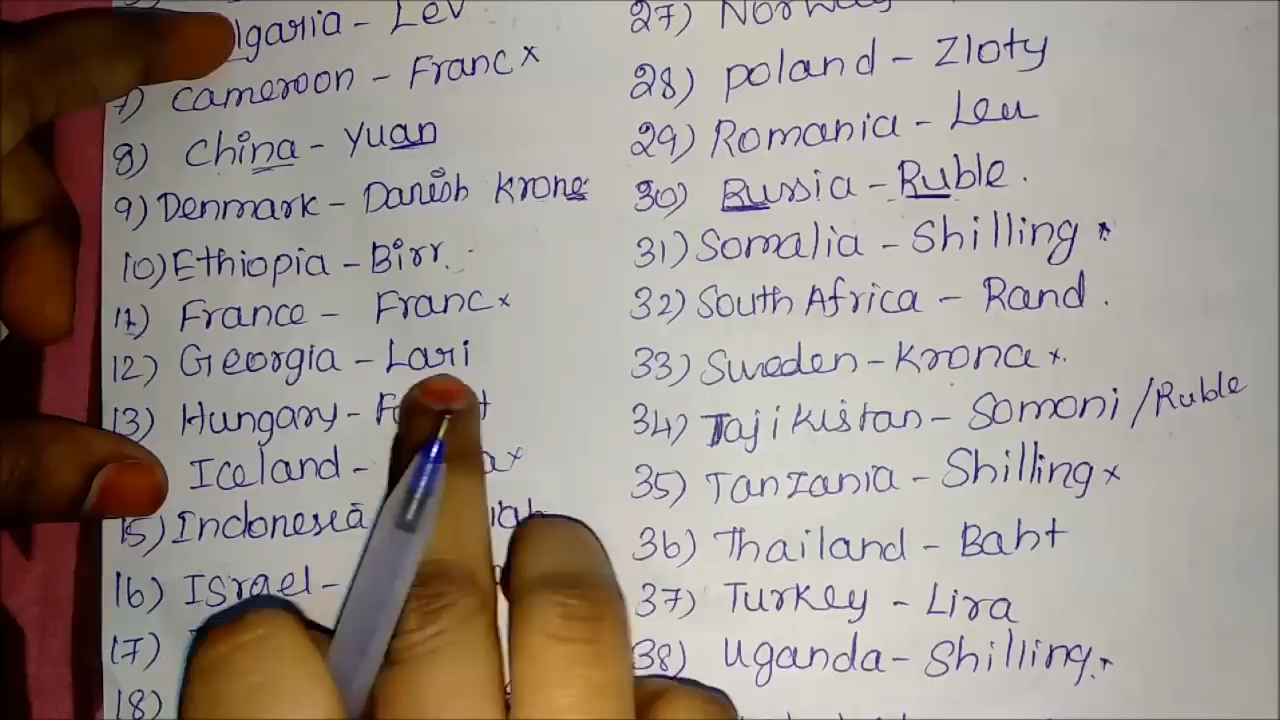 lgaria - Lev
7) Cameroon - Franc x
8) China - Yuan
9) Denmark - Danish Krone
10) Ethiopia - Birr.
11) France - Franc x
12) Georgia - Lari
13) Hungary -
Iceland -
15) Indonesia
16) Israel -
17)
18)
27) Norway
28) Poland - Zloty
29) Romania - Leu
30) Russia - Ruble.
31) Somalia - Shilling *
32) South Africa - Rand.
33) Sweden - Krona x.
34) Tajikistan - Somoni / Ruble
35) Tanzania - Shilling x
36) Thailand - Baht
37) Turkey - Lira
38) Uganda - Shilling. x